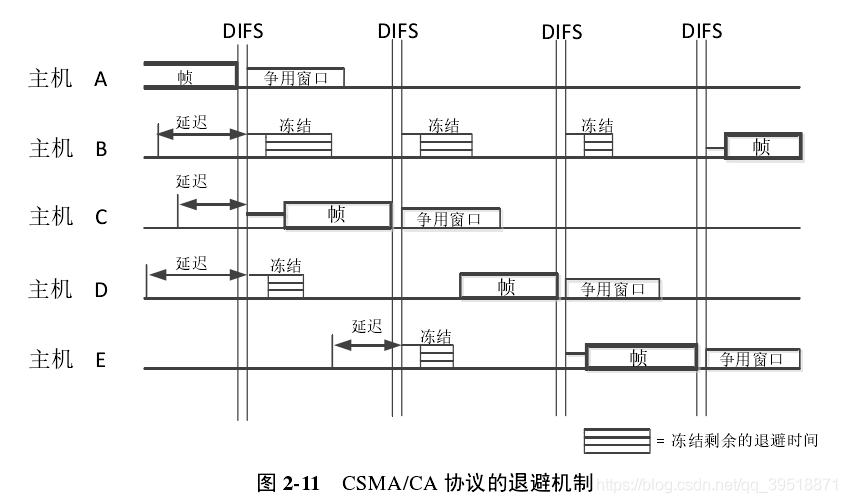 DIFS DIFS DIFS DIFS
主机 A 帧 争用窗口
主机 B 延迟 冻结 冻结 冻结 帧
主机 C 延迟 帧 争用窗口
主机 D 延迟 冻结 帧 争用窗口
主机 E 延迟 冻结 帧 争用窗口
= 冻结剩余的退避时间
图 2-11 CSMA/CA 协议的退避机制
https://blog.csdn.net/qq_39518871